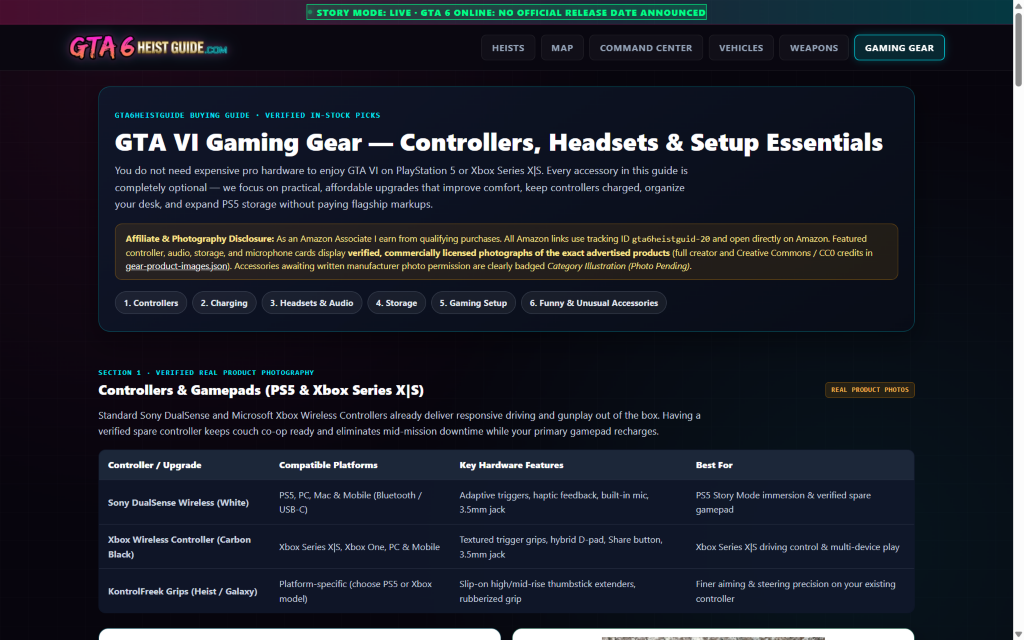 STORY MODE: LIVE · GTA 6 ONLINE: NO OFFICIAL RELEASE DATE ANNOUNCED
GTA 6 HEIST GUIDE.COM
HEISTS
MAP
COMMAND CENTER
VEHICLES
WEAPONS
GAMING GEAR
GTA6HEISTGUIDE BUYING GUIDE · VERIFIED IN-STOCK PICKS
GTA VI Gaming Gear — Controllers, Headsets & Setup Essentials
You do not need expensive pro hardware to enjoy GTA VI on PlayStation 5 or Xbox Series X|S. Every accessory in this guide is
completely optional — we focus on practical, affordable upgrades that improve comfort, keep controllers charged, organize
your desk, and expand PS5 storage without paying flagship markups.
Affiliate & Photography Disclosure: As an Amazon Associate I earn from qualifying purchases. All Amazon links use tracking ID gta6heistguid-20 and open directly on Amazon. Featured
controller, audio, storage, and microphone cards display verified, commercially licensed photographs of the exact advertised products (full creator and Creative Commons / CC0 credits in
gear-product-images.json). Accessories awaiting written manufacturer photo permission are clearly badged Category Illustration (Photo Pending).
1. Controllers
2. Charging
3. Headsets & Audio
4. Storage
5. Gaming Setup
6. Funny & Unusual Accessories
SECTION 1 · VERIFIED REAL PRODUCT PHOTOGRAPHY
Controllers & Gamepads (PS5 & Xbox Series X|S)
REAL PRODUCT PHOTOS
Standard Sony DualSense and Microsoft Xbox Wireless Controllers already deliver responsive driving and gunplay out of the box. Having a
verified spare controller keeps couch co-op ready and eliminates mid-mission downtime while your primary gamepad recharges.
Controller / Upgrade
Compatible Platforms
Key Hardware Features
Best For
Sony DualSense Wireless (White)
PS5, PC, Mac & Mobile (Bluetooth /
USB-C)
Adaptive triggers, haptic feedback, built-in mic,
3.5mm jack
PS5 Story Mode immersion & verified spare
gamepad
Xbox Wireless Controller (Carbon
Black)
Xbox Series X|S, Xbox One, PC & Mobile
Textured trigger grips, hybrid D-pad, Share button,
3.5mm jack
Xbox Series X|S driving control & multi-device play
KontrolFreek Grips (Heist / Galaxy)
Platform-specific (choose PS5 or Xbox
model)
Slip-on high/mid-rise thumbstick extenders,
rubberized grip
Finer aiming & steering precision on your existing
controller